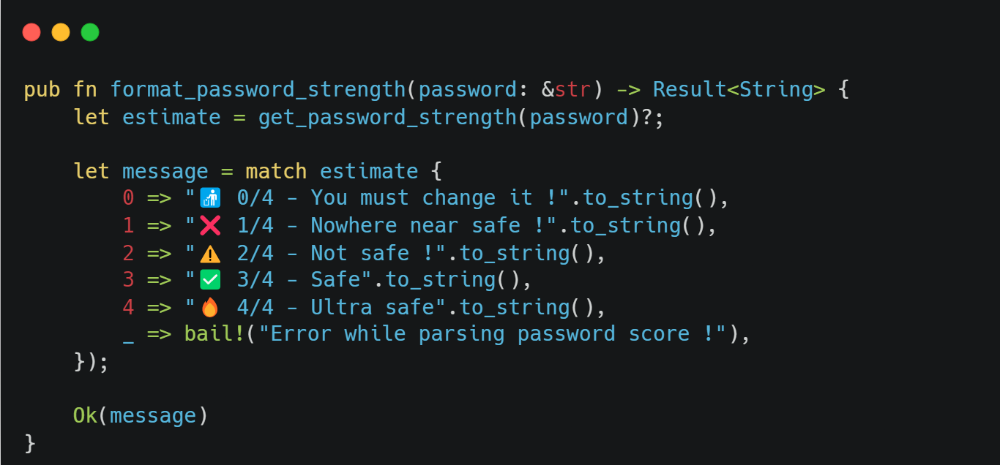 pub fn format_password_strength(password: &str) -> Result<String> {
    let estimate = get_password_strength(password)?;

    let message = match estimate {
        0 => "🚮 0/4 - You must change it !".to_string(),
        1 => "❌ 1/4 - Nowhere near safe !".to_string(),
        2 => "⚠️ 2/4 - Not safe !".to_string(),
        3 => "✅ 3/4 - Safe".to_string(),
        4 => "🔥 4/4 - Ultra safe".to_string(),
        _ => bail!("Error while parsing password score !"),
    });

    Ok(message)
}